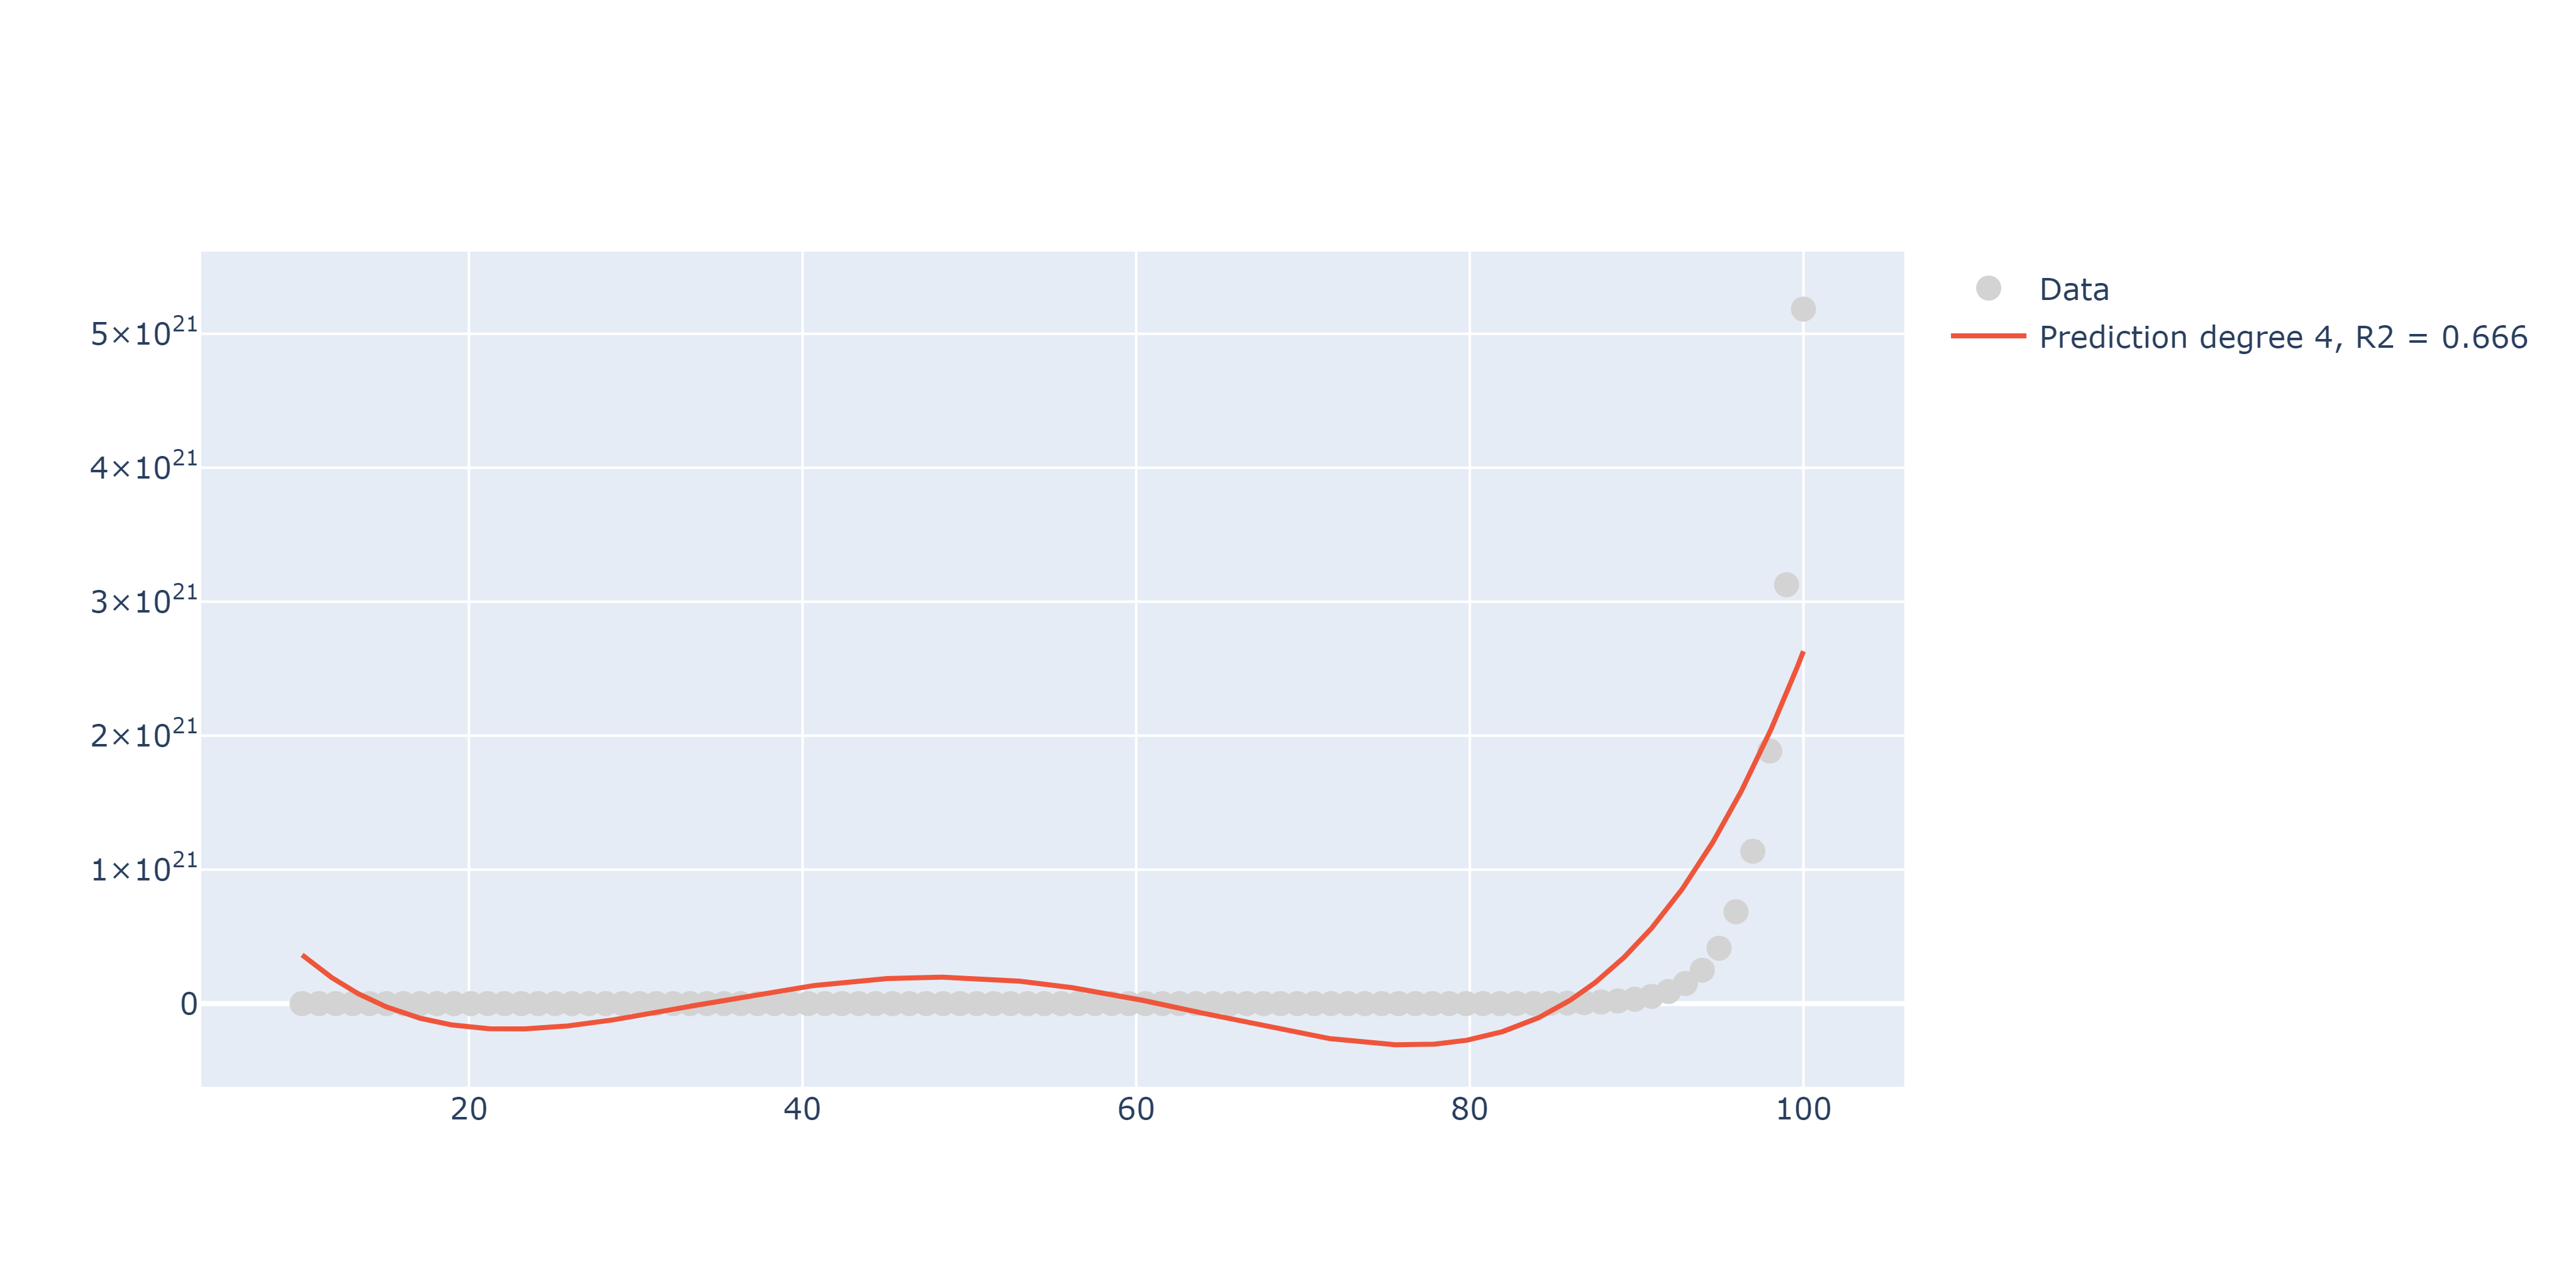 Data
Prediction degree 4, R2 = 0.666
5×10²¹
4×10²¹
3×10²¹
2×10²¹
1×10²¹
0
20 40 60 80 100